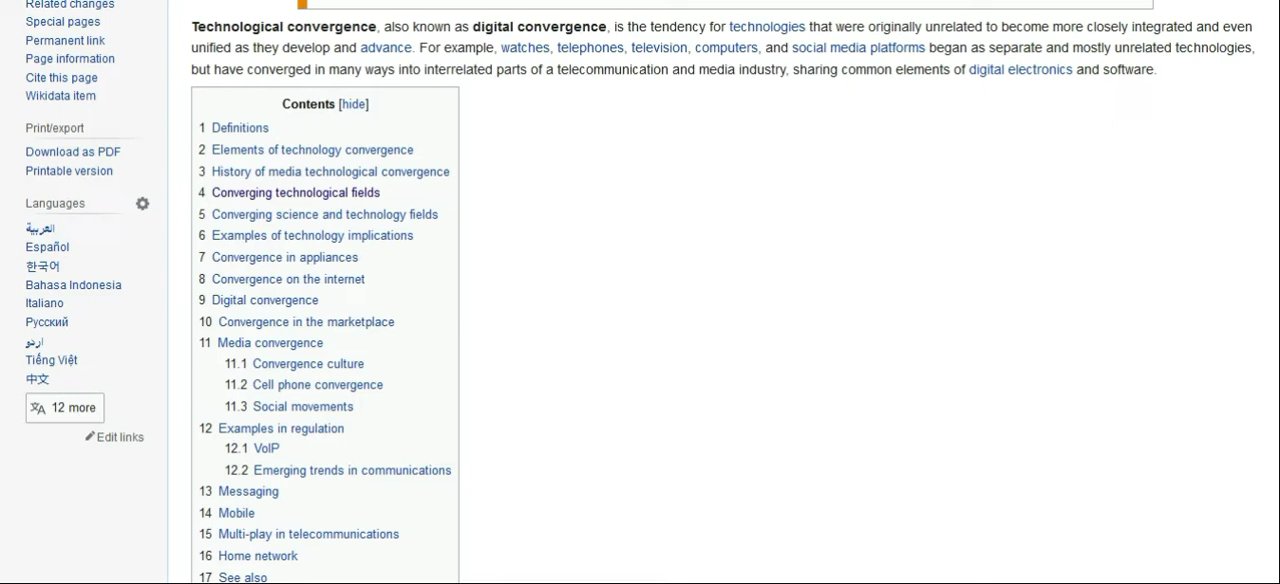 Related changes
Special pages
Permanent link
Page information
Cite this page
Wikidata item
Print/export
Download as PDF
Printable version
Languages
العربية
Español
한국어
Bahasa Indonesia
Italiano
Русский
اردو
Tiếng Việt
中文
12 more
Edit links
Technological convergence, also known as digital convergence, is the tendency for technologies that were originally unrelated to become more closely integrated and even
unified as they develop and advance. For example, watches, telephones, television, computers, and social media platforms began as separate and mostly unrelated technologies,
but have converged in many ways into interrelated parts of a telecommunication and media industry, sharing common elements of digital electronics and software.
Contents [hide]
1 Definitions
2 Elements of technology convergence
3 History of media technological convergence
4 Converging technological fields
5 Converging science and technology fields
6 Examples of technology implications
7 Convergence in appliances
8 Convergence on the internet
9 Digital convergence
10 Convergence in the marketplace
11 Media convergence
11.1 Convergence culture
11.2 Cell phone convergence
11.3 Social movements
12 Examples in regulation
12.1 VoIP
12.2 Emerging trends in communications
13 Messaging
14 Mobile
15 Multi-play in telecommunications
16 Home network
17 See also